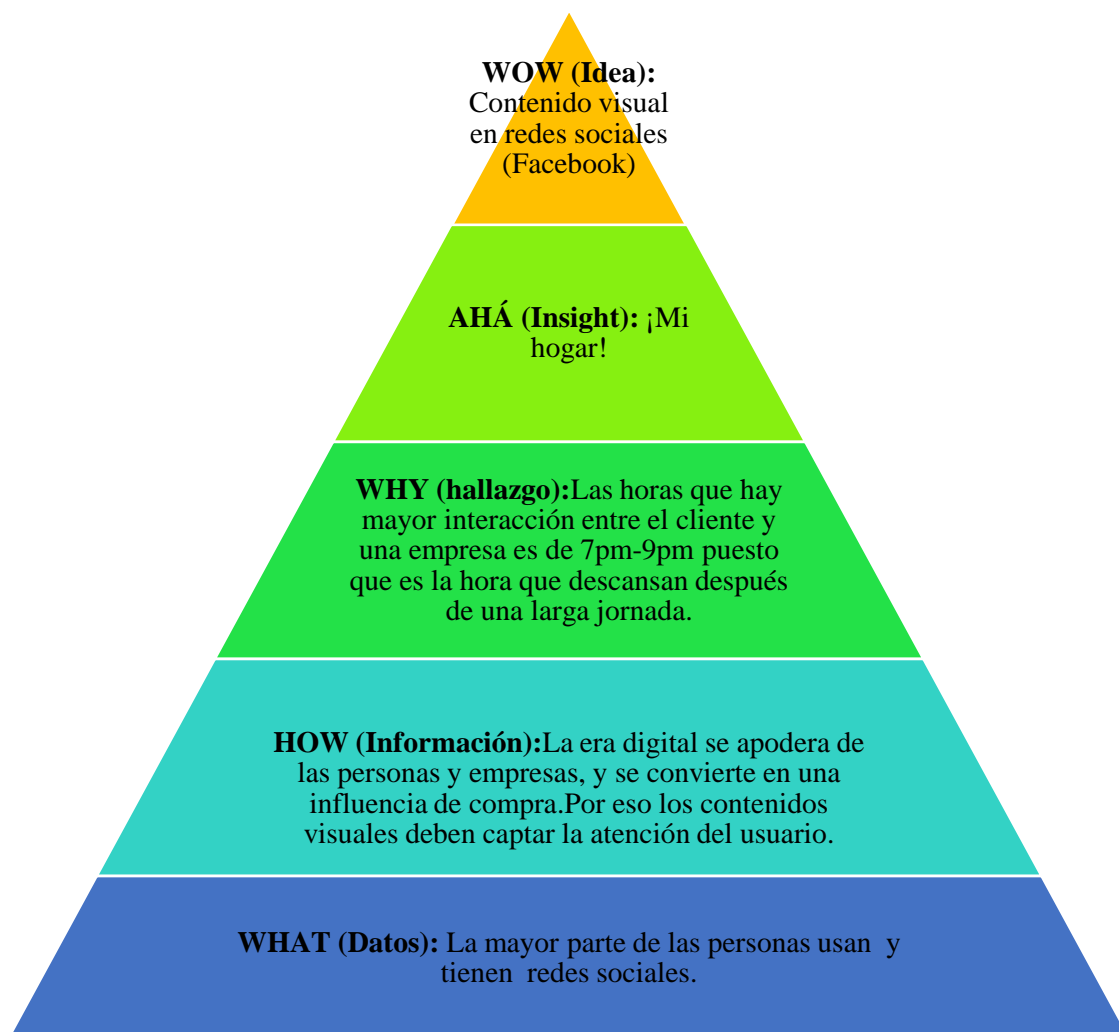 WOW (Idea):
Contenido visual
en redes sociales
(Facebook)
AHÁ (Insight): ¡Mi
hogar!
WHY (hallazgo):Las horas que hay
mayor interacción entre el cliente y
una empresa es de 7pm-9pm puesto
que es la hora que descansan después
de una larga jornada.
HOW (Información):La era digital se apodera de
las personas y empresas, y se convierte en una
influencia de compra.Por eso los contenidos
visuales deben captar la atención del usuario.
WHAT (Datos): La mayor parte de las personas usan  y
tienen  redes sociales.